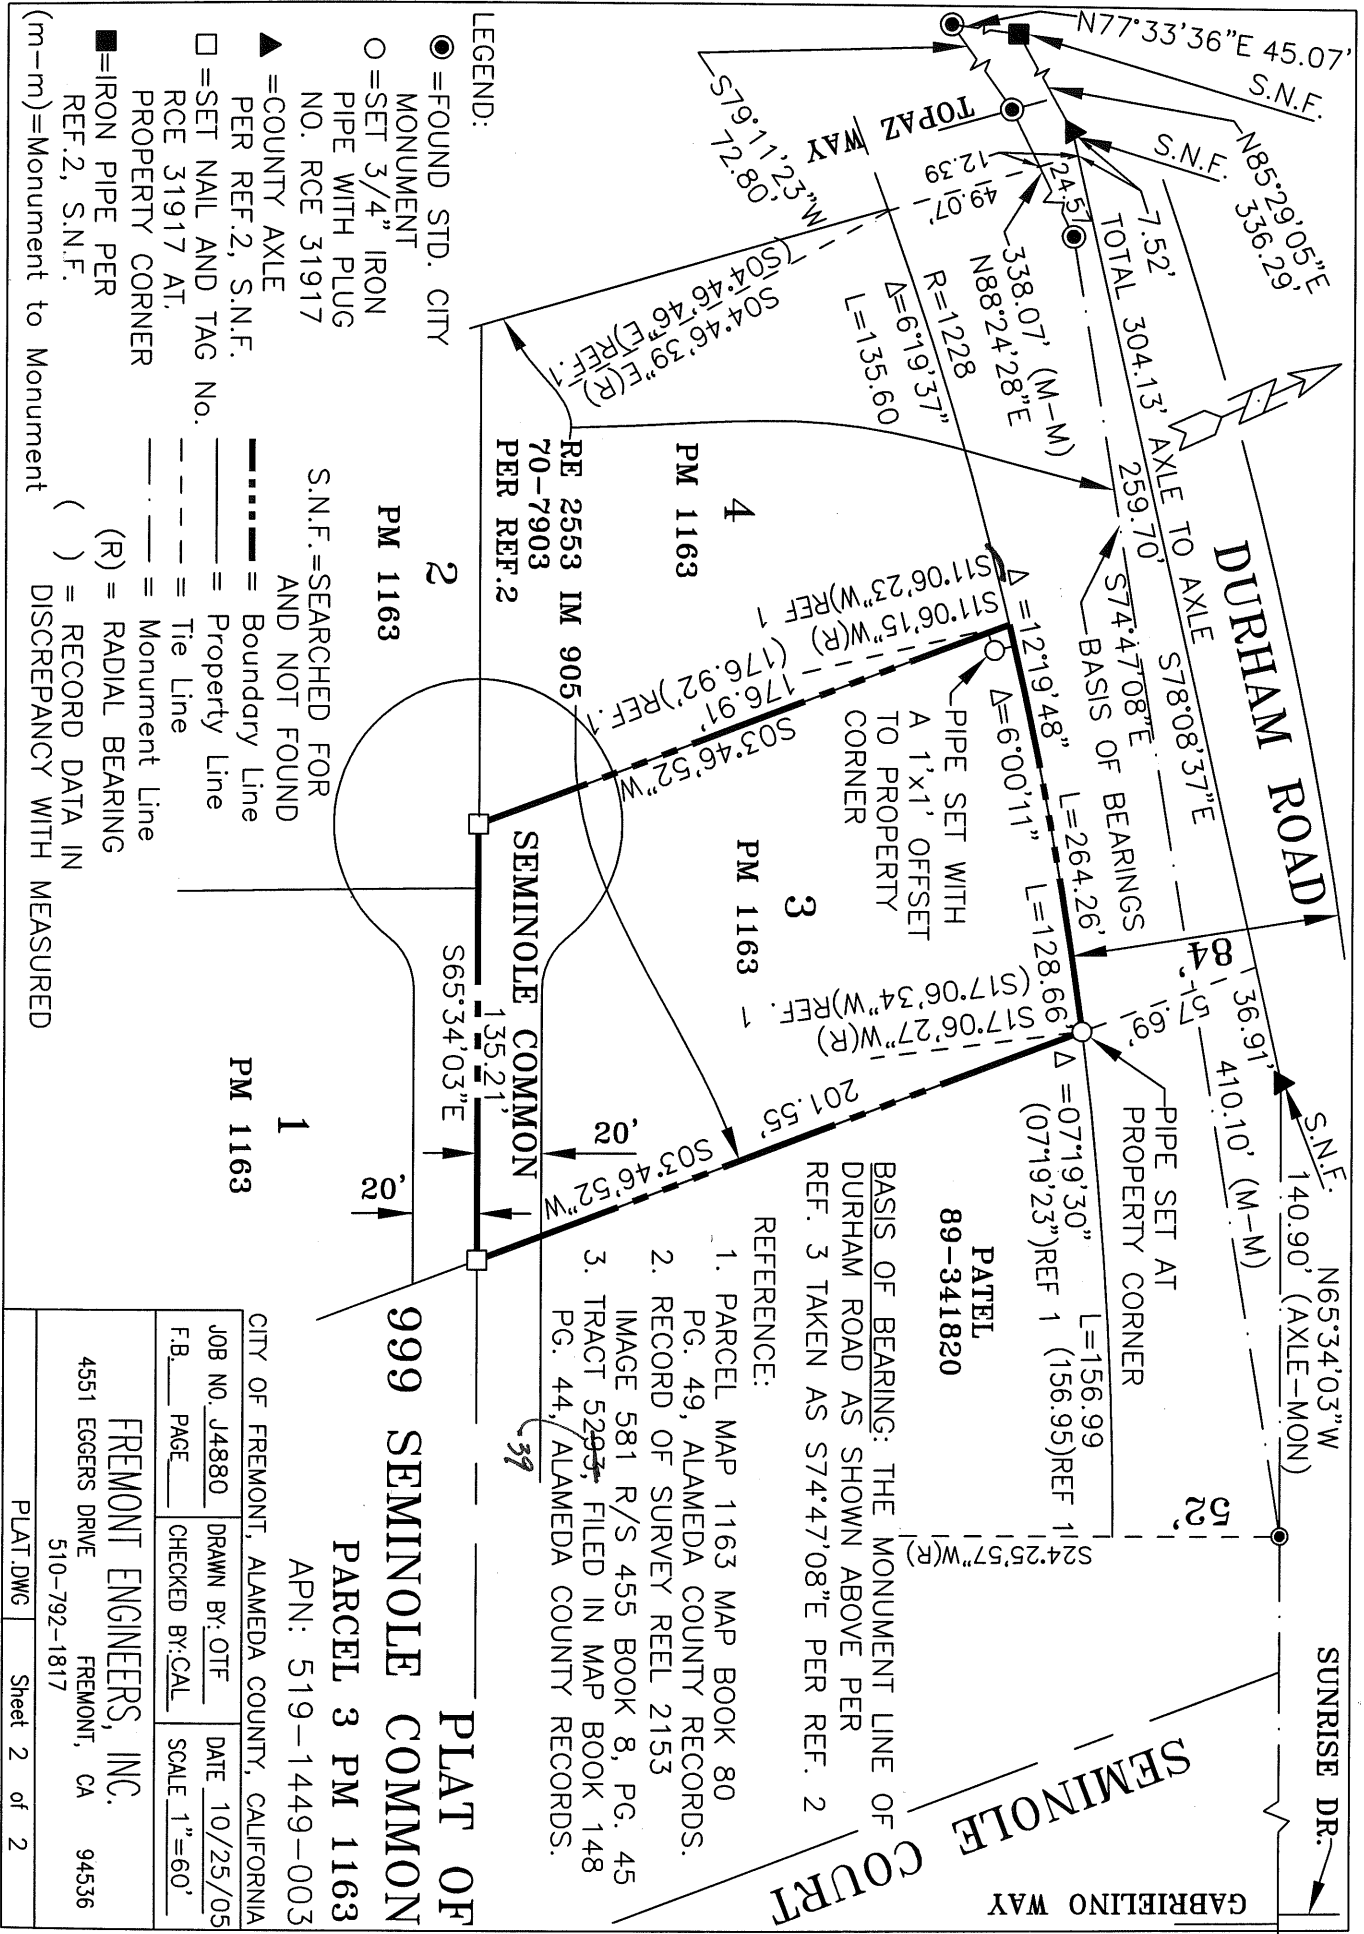 N77°33'36"E 45.07'
S.N.F.
N85°29'05"E
336.29'
S.N.F.
7.52'
TOTAL 304.13' AXLE TO AXLE
S78°08'37"E
DURHAM ROAD
24.57
12.39
49.07'
TOPAZ WAY
S79°11'23"W
72.80'
338.07' (M-M)
N88°24'28"E
R=1228
Δ=6°19'37"
L=135.60
259.70'
S74°47'08"E
BASIS OF BEARINGS
S04°46'39"E(R)
(S04°46'46"E)REF.1
84'
57.69'
36.91'
S.N.F.
N65°34'03"W
140.90' (AXLE-MON)
410.10' (M-M)
52'
S24°25'57"W(R)
SUNRISE DR.
GABRIELINO WAY
SEMINOLE COURT
Δ =12°19'48" L=264.26'
Δ=6°00'11" L=128.66'
PIPE SET WITH
A 1'x1' OFFSET
TO PROPERTY
CORNER
S11°06'23"W)REF 1
S11°06'15"W(R)
(176.92')REF.1
176.91'
S03°46'52"W
4
PM 1163
3
PM 1163
S17°06'27"W(R)
(S17°06'34"W)REF. 1
201.55'
S03°46'52"W
PIPE SET AT
PROPERTY CORNER
Δ =07°19'30" L=156.99
(07°19'23")REF 1 (156.95)REF 1
PATEL
89-341820
RE 2553 IM 905
70-7903
PER REF.2
2
PM 1163
SEMINOLE COMMON
135.21'
S65°34'03"E
20'
20'
1
PM 1163
LEGEND:
=FOUND STD. CITY
MONUMENT
=SET 3/4" IRON
PIPE WITH PLUG
NO. RCE 31917
=COUNTY AXLE
PER REF.2, S.N.F.
=SET NAIL AND TAG No.
RCE 31917 AT.
PROPERTY CORNER
=IRON PIPE PER
REF.2, S.N.F.
(m-m)=Monument to Monument
S.N.F.=SEARCHED FOR
AND NOT FOUND
= Boundary Line
= Property Line
= Tie Line
= Monument Line
(R)= RADIAL BEARING
( ) = RECORD DATA IN
DISCREPANCY WITH MEASURED
BASIS OF BEARING: THE MONUMENT LINE OF
DURHAM ROAD AS SHOWN ABOVE PER
REF. 3 TAKEN AS S74°47'08"E PER REF. 2
REFERENCE:
1. PARCEL MAP 1163 MAP BOOK 80
PG. 49, ALAMEDA COUNTY RECORDS.
2. RECORD OF SURVEY REEL 2153
IMAGE 581 R/S 455 BOOK 8, PG. 45
3. TRACT 5293, FILED IN MAP BOOK 148
PG. 44, ALAMEDA COUNTY RECORDS.
39
PLAT OF
999 SEMINOLE COMMON
PARCEL 3 PM 1163
APN: 519-1449-003
CITY OF FREMONT, ALAMEDA COUNTY, CALIFORNIA
JOB NO. J4880 DRAWN BY: OTF DATE 10/25/05
F.B. PAGE CHECKED BY:CAL SCALE 1"=60'
FREMONT ENGINEERS, INC.
4551 EGGERS DRIVE FREMONT, CA 94536
510-792-1817
PLAT.DWG Sheet 2 of 2